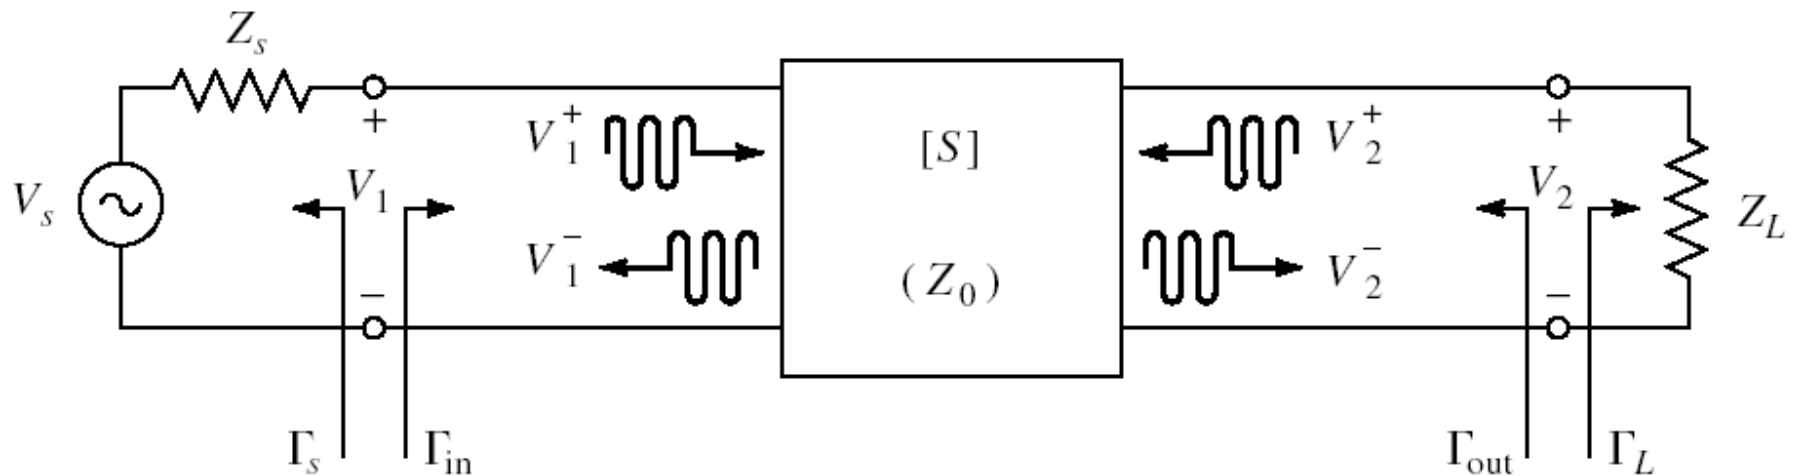 Z_s
+
V_1^+
[S]
V_2^+
+
V_s
V_1
V_2
Z_L
V_1^-
(Z_0)
V_2^-
−
−
Γ_s
Γ_in
Γ_out
Γ_L